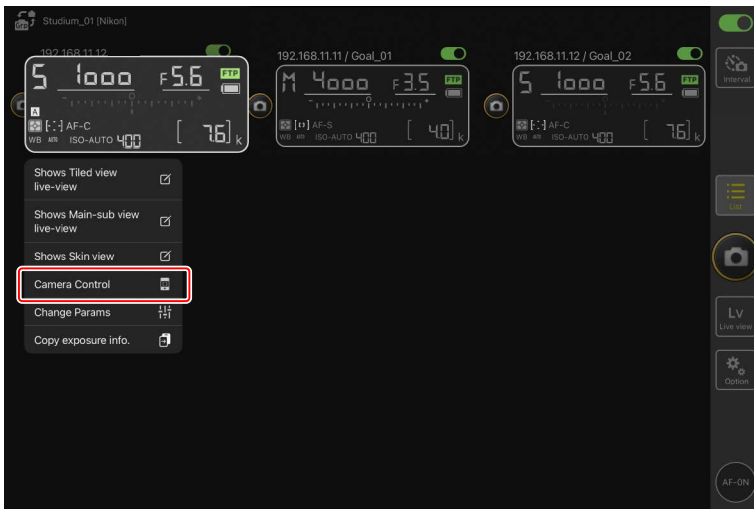 Studium_01 [Nikon]
192.168.11.12
192.168.11.11 / Goal_01
192.168.11.12 / Goal_02
S 1000 F5.6 FTP
A
[::] AF-C
WB AUTO ISO-AUTO 400 [ 7.6] k
M 4000 F3.5 FTP
[ ] AF-S
WB AUTO ISO-AUTO 400 [ 4.0] k
S 1000 F5.6 FTP
[::] AF-C
WB AUTO ISO-AUTO 400 [ 7.6] k
Shows Tiled view
live-view
Shows Main-sub view
live-view
Shows Skin view
Camera Control
Change Params
Copy exposure info.
Interval
List
Lv
Live view
Option
AF-ON